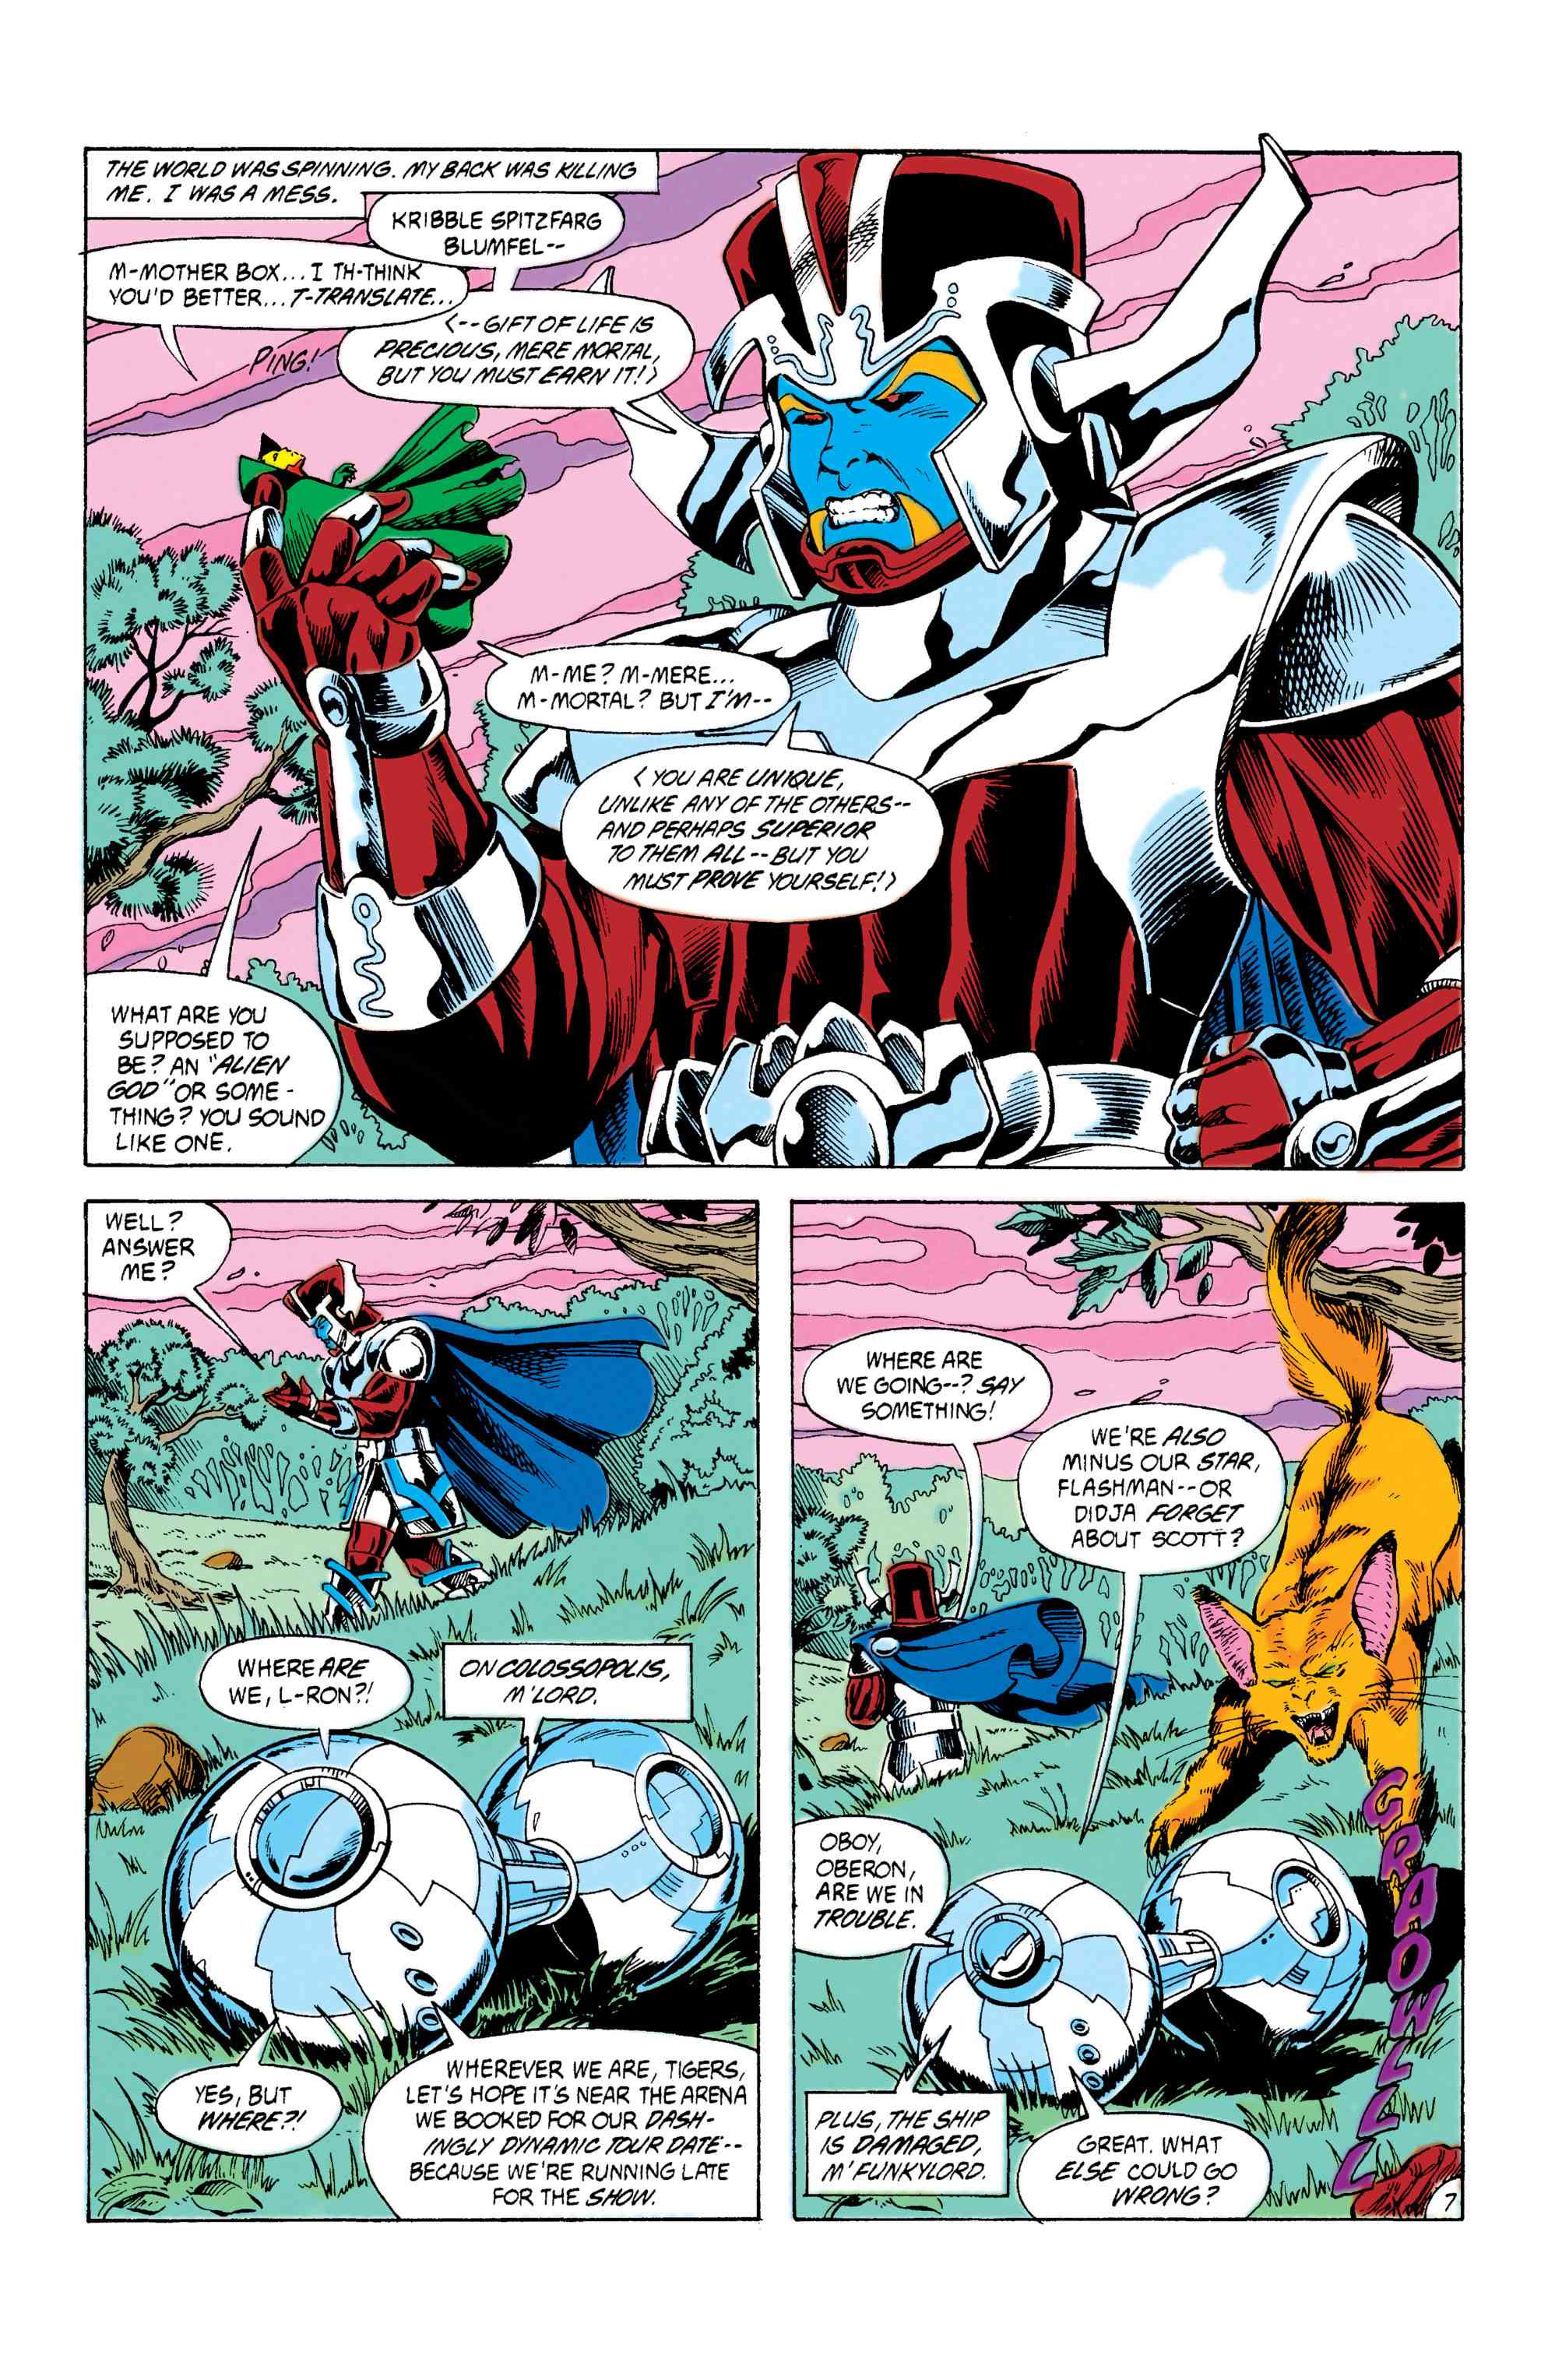 THE WORLD WAS SPINNING. MY BACK WAS KILLING
ME. I WAS A MESS.
M-MOTHER BOX... I TH-THINK
YOU'D BETTER... T-TRANSLATE...
PING!
KRIBBLE SPITZFARG
BLUMFEL--
<--GIFT OF LIFE IS
PRECIOUS, MERE MORTAL,
BUT YOU MUST EARN IT!>
M-ME? M-MERE...
M-MORTAL? BUT I'M--
<YOU ARE UNIQUE,
UNLIKE ANY OF THE OTHERS--
AND PERHAPS SUPERIOR
TO THEM ALL--BUT YOU
MUST PROVE YOURSELF!>
WHAT ARE YOU
SUPPOSED TO
BE? AN "ALIEN
GOD" OR SOME-
THING? YOU SOUND
LIKE ONE.
WELL?
ANSWER
ME?
WHERE ARE
WE, L-RON?!
ON COLOSSOPOLIS,
M'LORD.
YES, BUT
WHERE?!
WHEREVER WE ARE, TIGERS,
LET'S HOPE IT'S NEAR THE ARENA
WE BOOKED FOR OUR DASH-
INGLY DYNAMIC TOUR DATE--
BECAUSE WE'RE RUNNING LATE
FOR THE SHOW.
WHERE ARE
WE GOING--? SAY
SOMETHING!
WE'RE ALSO
MINUS OUR STAR,
FLASHMAN--OR
DIDJA FORGET
ABOUT SCOTT?
OBOY,
OBERON,
ARE WE IN
TROUBLE.
GRAOWLLLL
PLUS, THE SHIP
IS DAMAGED,
M'FUNKYLORD.
GREAT. WHAT
ELSE COULD GO
WRONG?
7